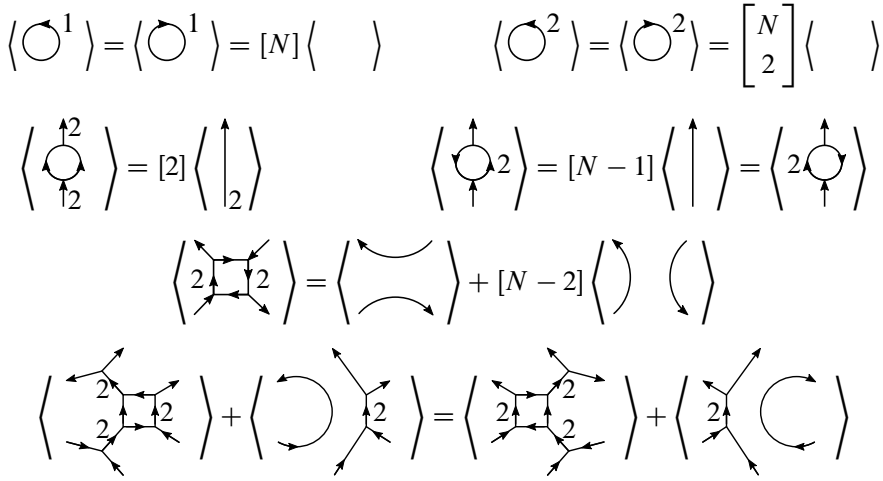 ⟨ 1 ⟩ = ⟨ 1 ⟩ = [N] ⟨ ⟩ ⟨ 2 ⟩ = ⟨ 2 ⟩ = [N 2] ⟨ ⟩
⟨ 2 2 ⟩ = [2] ⟨ 2 ⟩ ⟨ 2 ⟩ = [N − 1] ⟨ ⟩ = ⟨ 2 ⟩
⟨ 2 2 ⟩ = ⟨ ⟩ + [N − 2] ⟨ ⟩
⟨ 2 2 2 ⟩ + ⟨ 2 ⟩ = ⟨ 2 2 2 ⟩ + ⟨ 2 ⟩